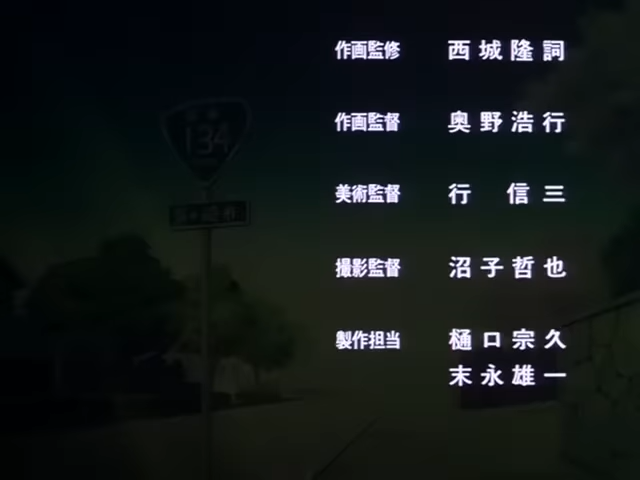 134
作画監修 西城隆詞
作画監督 奥野浩行
美術監督 行 信三
撮影監督 沼子哲也
製作担当 樋口宗久
末永雄一